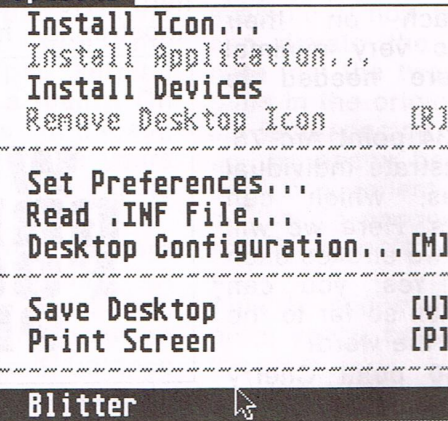 Install Icon...
Install Application...
Install Devices
Remove Desktop Icon [R]
Set Preferences...
Read .INF File...
Desktop Configuration...[M]
Save Desktop [V]
Print Screen [P]
Blitter